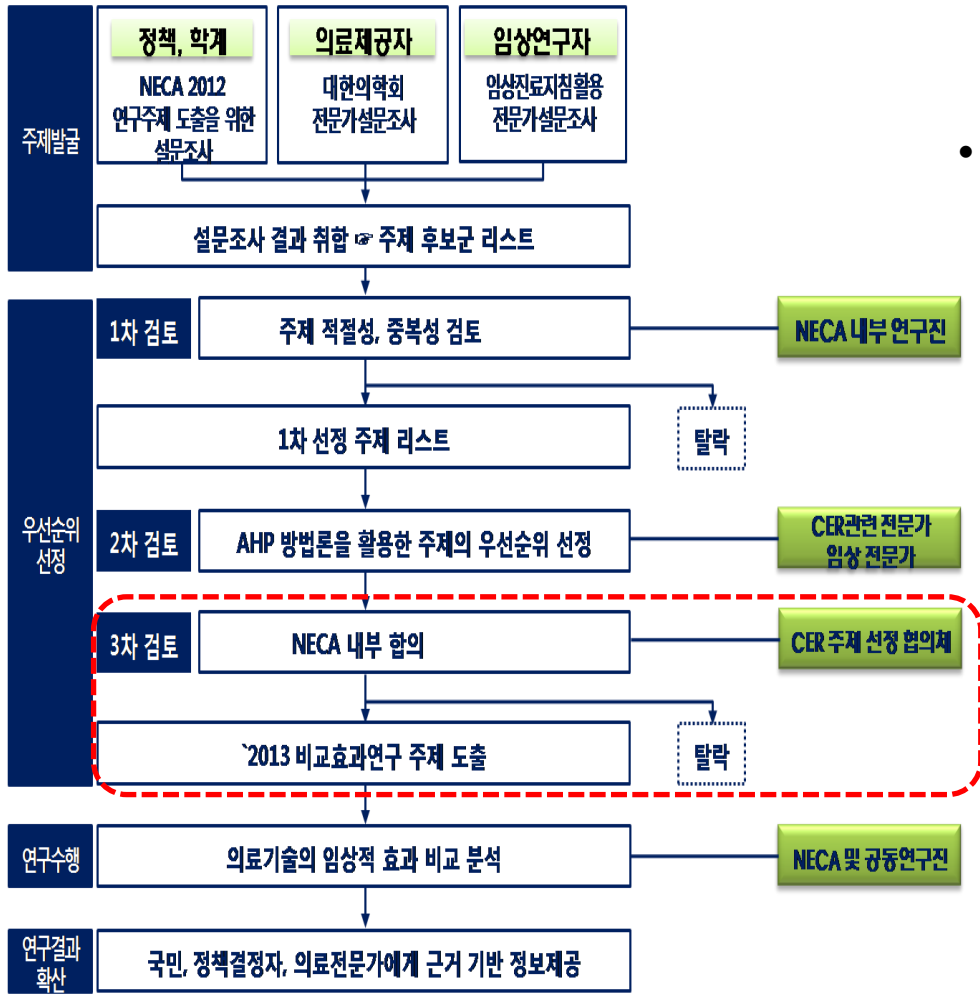 정책, 학계
NECA 2012
연구주제 도출을 위한
설문조사
의료제공자
대한의학회
전문가설문조사
임상연구자
임상진료지침활용
전문가설문조사
주제발굴
•
설문조사 결과 취합 ☞ 주제 후보군 리스트
1차 검토
주제 적절성, 중복성 검토
NECA 내부 연구진
1차 선정 주제 리스트
탈락
우선순위
선정
2차 검토
AHP 방법론을 활용한 주제의 우선순위 선정
CER관련 전문가
임상 전문가
3차 검토
NECA 내부 합의
CER 주제 선정 협의체
`2013 비교효과연구 주제 도출
탈락
연구수행
의료기술의 임상적 효과 비교 분석
NECA 및 공동연구진
연구결과
확산
국민, 정책결정자, 의료전문가에게 근거 기반 정보제공